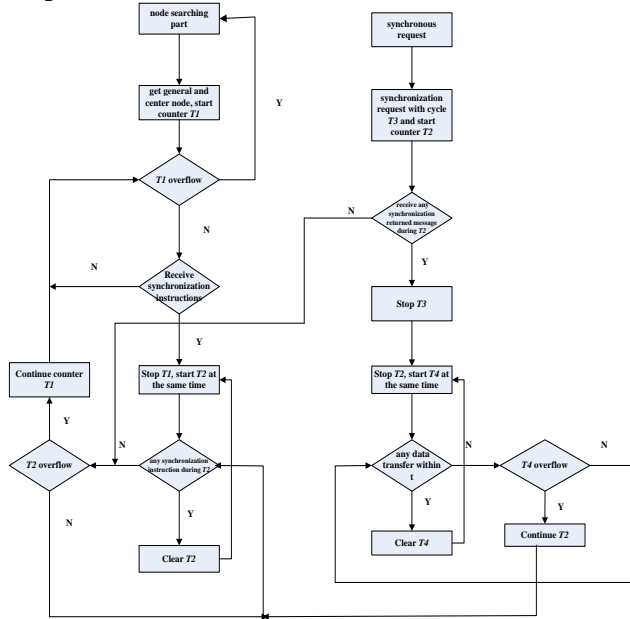 node searching
part
get general and
center node, start
counter T1
Y
T1 overflow
N
Receive
synchronization
instructions
N
Y
Stop T1, start T2 at
the same time
Continue counter
T1
Y
T2 overflow
N
N
any synchronization
instruction during T2
Y
Clear T2
synchronous
request
synchronization
request with cycle
T3 and start
counter T2
receive any
synchronization
returned message
during T2
N
Y
Stop T3
Stop T2, start T4 at
the same time
any data
transfer within
t
N
Y
Clear T4
T4 overflow
N
Y
Continue T2